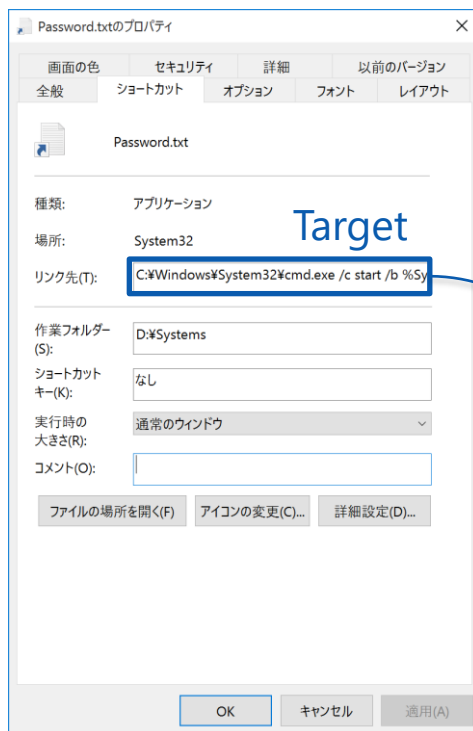 Password.txtのプロパティ
画面の色 セキュリティ 詳細 以前のバージョン
全般 ショートカット オプション フォント レイアウト
Password.txt
種類: アプリケーション
Target
場所: System32
リンク先(T): C:¥Windows¥System32¥cmd.exe /c start /b %Sy
作業フォルダー
(S): D:¥Systems
ショートカット
キー(K): なし
実行時の
大きさ(R): 通常のウィンドウ
コメント(O):
ファイルの場所を開く(F) アイコンの変更(C)... 詳細設定(D)...
OK キャンセル 適用(A)